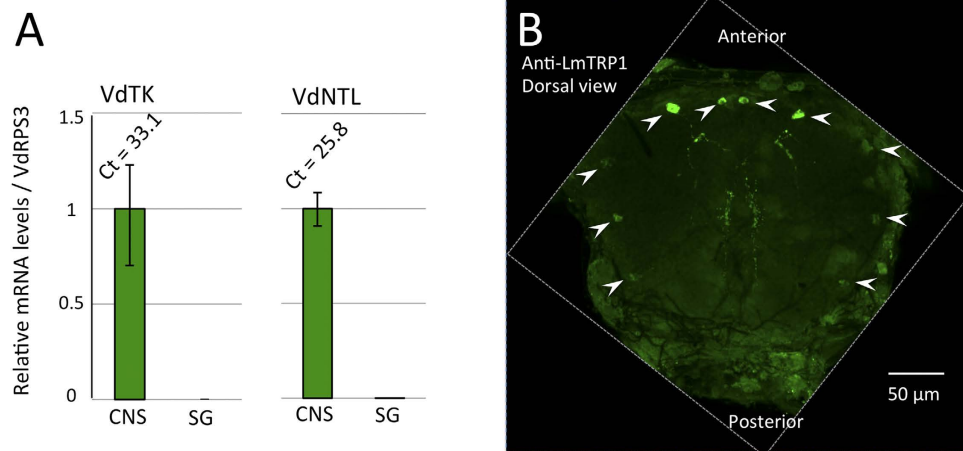 A
Relative mRNA levels / VdRPS3
VdTK
1.5
1
0.5
0
Ct = 33.1
CNS
SG
VdNTL
Ct = 25.8
CNS
SG
B
Anti-LmTRP1
Dorsal view
Anterior
Posterior
50 µm